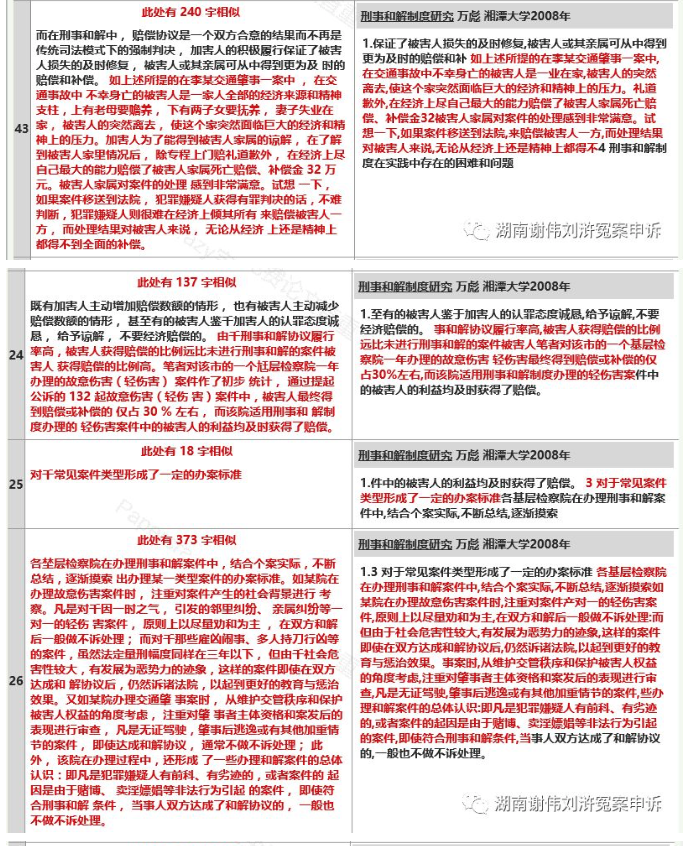 此处有 240 字相似
43
而在刑事和解中，赔偿协议是一个双方合意的结果而不再是
传统司法模式下的强制判决，加害人的积极履行保证了被害
人损失的及时修复，被害人或其亲属可从中得到更为及 时的
赔偿和补偿。 如上述所提的在李某交通肇事一案中 ， 在交
通事故中 不幸身亡的被害人是一家人全部的经济来源和精神
支柱，上有老母要赡养 ，下有两子女要抚养， 妻子失业在
家 ，被害人的突然离去 ，使这个家突然面临巨大的经济和精
神上的压力。加害人为了能得到被害人家属的谅解， 在了解
到被害人家里情况后， 除专程上门赔礼道歉外 ，在经济上尽
自己最大的能力赔偿了被害人家属死亡赔偿、补偿金 32 万
元。被害人家属对案件的处理 感到非常满意。试想 一下 ，
如果案件移送到法院， 犯罪嫌疑人获得有罪判决的话，不难
判断，犯罪嫌疑人则很难在经济上倾其所有 来赔偿被害人一
方， 而处理结果对被害人来说 ，无论从经济 上还是精神上
都得不到全面的补偿。
刑事和解制度研究 万彪 湘潭大学2008年
1.保证了被害人损失的及时修复,被害人或其亲属可从中得到
更为及时的赔偿和补 如上述所提的在李某交通肇事一案中,
在交通事故中不幸身亡的被害人是一业在家,被害人的突然
离去,使这个家突然面临巨大的经济和精神上的压力。礼道
歉外,在经济上尽自己最大的能力赔偿了被害人家属死亡赔
偿、补偿金32被害人家属对案件的处理感到非常满意。试
想一下,如果案件移送到法院,来赔偿被害人一方,而处理结果
对被害人来说,无论从经济上还是精神上都得不4 刑事和解制
度在实践中存在的困难和问题
湖南谢伟刘浒冤案申诉
此处有 137 字相似
24
既有加害人主动增加赔偿数额的情形， 也有被害人主动减少
赔偿数额的情形， 甚至有的被害人鉴千加害人的认罪态度诚
恳， 给予谅解， 不要经济赔偿的。 由千刑事和解协议履行
率高，被害人获得赔偿的比例远比未进行刑事和解的案件被害
人 获得赔偿的比例高。笔者对该市的一个尪层检察院一年
办理的故意伤害（轻伤害） 案件作了初步 统计， 通过提起
公诉的 132 起故意伤害（轻伤 害）案件中，被害人最终得
到赔偿或补偿的 仅占 30 % 左右， 而该院适用刑事和 解制
度办理的 轻伤害案件中的被害人的利益均及时获得了赔偿。
刑事和解制度研究 万彪 湘潭大学2008年
1.至有的被害人鉴于加害人的认罪态度诚恳,给予谅解,不要
经济赔偿的。 事和解协议履行率高,被害人获得赔偿的比例
远比未进行刑事和解的案件被害人笔者对该市的一个基层检
察院一年办理的故意伤害 轻伤害最终得到赔偿或补偿的仅
占30%左右,而该院适用刑事和解制度办理的轻伤害案件中
的被害人的利益均及时获得了赔偿。
此处有 18 字相似
25
对千常见案件类型形成了一定的办案标准
刑事和解制度研究 万彪 湘潭大学2008年
1.件中的被害人的利益均及时获得了赔偿。 3 对于常见案件
类型形成了一定的办案标准各基层检察院在办理刑事和解案
件中,结合个案实际,不断总结,逐渐摸索
此处有 373 字相似
26
各垄层检察院在办理刑事和解案件中，结合个案实际，不断
总结，逐渐摸索 出办理某一类型案件的办案标准。如某院在
办理故意伤害案件时， 注重对案件产生的社会背景进行 考
察。凡是对千因一时之气， 引发的邻里纠纷、 亲属纠纷等一
对一的轻伤 害案件， 原则上以尽量劝和为主 ， 在双方和解
后一般做不诉处理； 而对千那些雇凶闹事、多人持刀行凶等
的案件，虽然法定量刑幅度同样在三年以下， 但由千社会危
害性较大，有发展为恶势力的迹象，这样的案件即使在双方
达成和 解协议后，仍然诉诸法院，以起到更好的教育与惩治
效果。又如某院办理交通肇 事案时， 从维护交管秩序和保护
被害人权益的角度考虑， 注重对肇 事者主体资格和案发后的
表现进行审查， 凡是无证驾驶，肇事后逃逸或有其他加重情
节的案件， 即使达成和解协议， 通常不做不诉处理； 此
外， 该院在办理过程中，还形成 了一些办理和解案件的总体
认识：即凡是犯罪嫌疑人有前科、有劣迹的，或者案件的 起
因是由于赌博、 卖淫嫖娼等非法行为引起 的案件， 即使符
合刑事和解 条件， 当事人双方达成了和解协议的， 一般也
不做不诉处理。
刑事和解制度研究 万彪 湘潭大学2008年
1.3 对于常见案件类型形成了一定的办案标准 各基层检察院
在办理刑事和解案件中,结合个案实际,不断总结,逐渐摸索如
某院在办理故意伤害案件时,注重对案件产对一的轻伤害案
件,原则上以尽量劝和为主,在双方和解后一般做不诉处理:而
但由于社会危害性较大,有发展为恶势力的迹象,这样的案件
即使在双方达成和解协议后,仍然诉诸法院,以起到更好的教
育与惩治效果。事案时,从维护交管秩序和保护被害人权益
的角度考虑,注重对肇事者主体资格和案发后的表现进行审
查,凡是无证驾驶,肇事后逃逸或有其他加重情节的案件,些办
理和解案件的总体认识:即凡是犯罪嫌疑人有前科、有劣迹
的,或者案件的起因是由于赌博、卖淫嫖娼等非法行为引起
的案件,即使符合刑事和解条件,当事人双方达成了和解协议
的,一般也不做不诉处理。
湖南谢伟刘浒冤案申诉